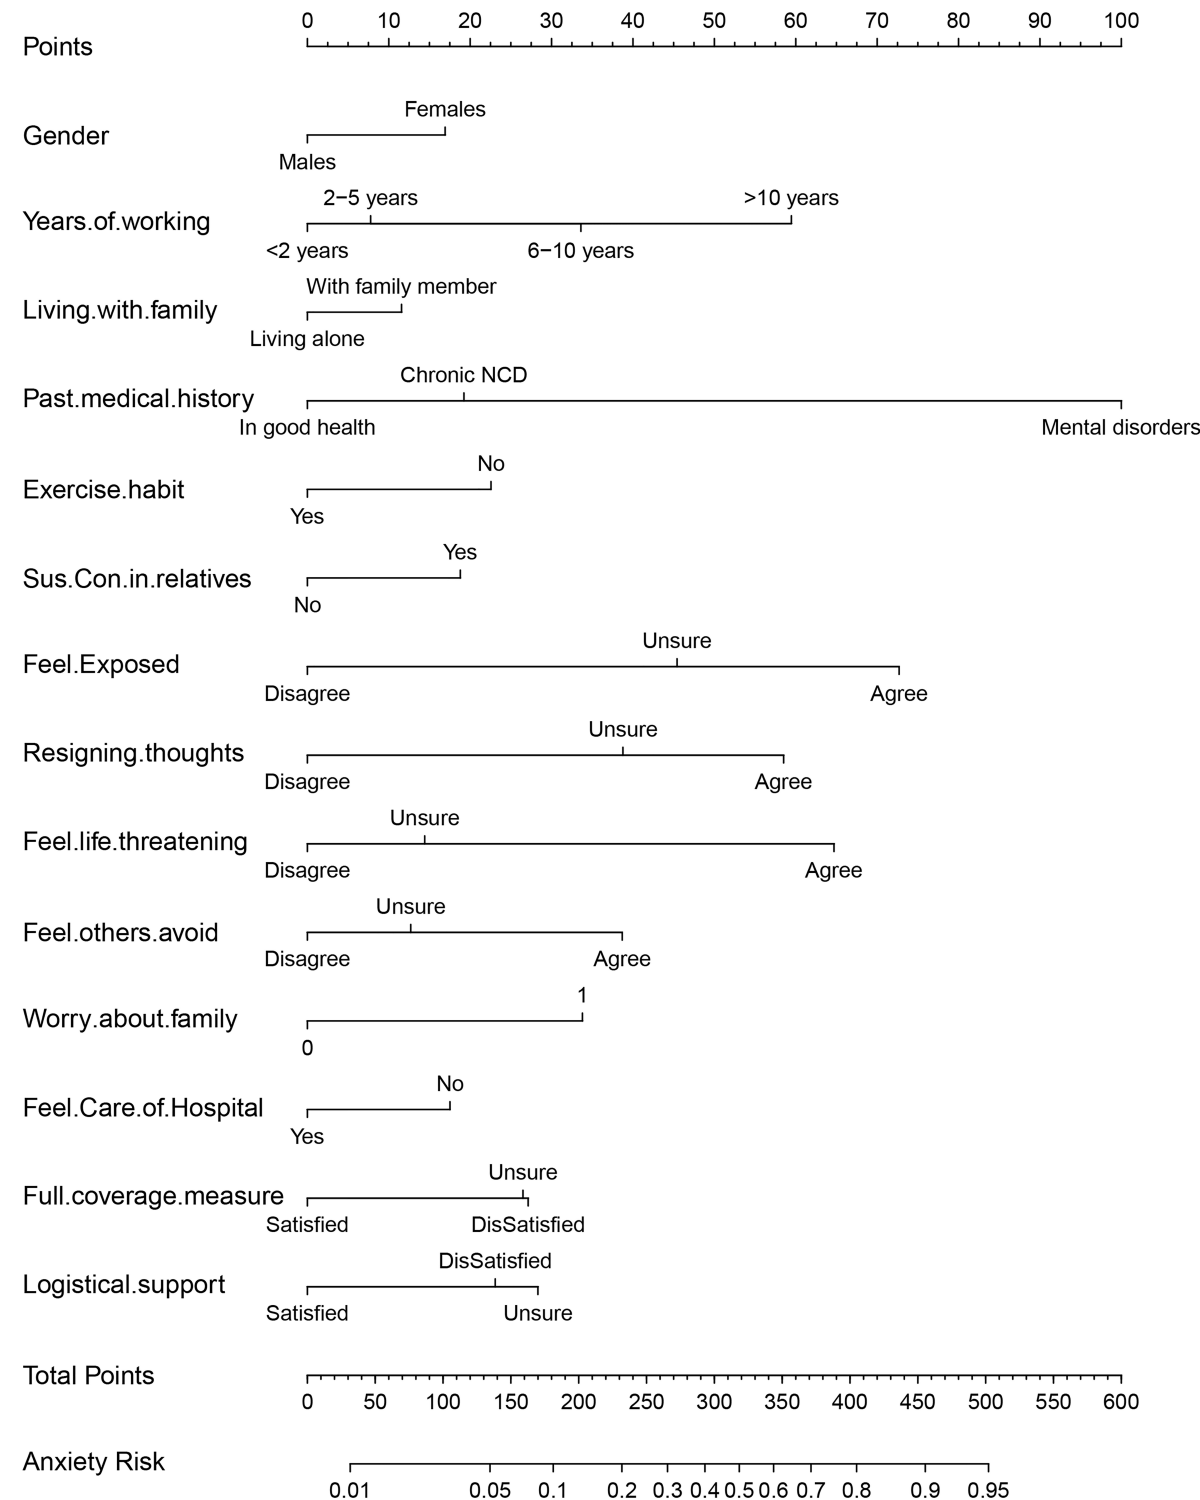 0 10 20 30 40 50 60 70 80 90 100
Points
Females
Gender
Males
2−5 years >10 years
Years.of.working
<2 years 6−10 years
With family member
Living.with.family
Living alone
Chronic NCD
Past.medical.history
In good health Mental disorders
No
Exercise.habit
Yes
Yes
Sus.Con.in.relatives
No
Unsure
Feel.Exposed
Disagree Agree
Unsure
Resigning.thoughts
Disagree Agree
Unsure
Feel.life.threatening
Disagree Agree
Unsure
Feel.others.avoid
Disagree Agree
1
Worry.about.family
0
No
Feel.Care.of.Hospital
Yes
Unsure
Full.coverage.measure
Satisfied DisSatisfied
DisSatisfied
Logistical.support
Satisfied Unsure
Total Points
0 50 100 150 200 250 300 350 400 450 500 550 600
Anxiety Risk
0.01 0.05 0.1 0.2 0.3 0.4 0.5 0.6 0.7 0.8 0.9 0.95